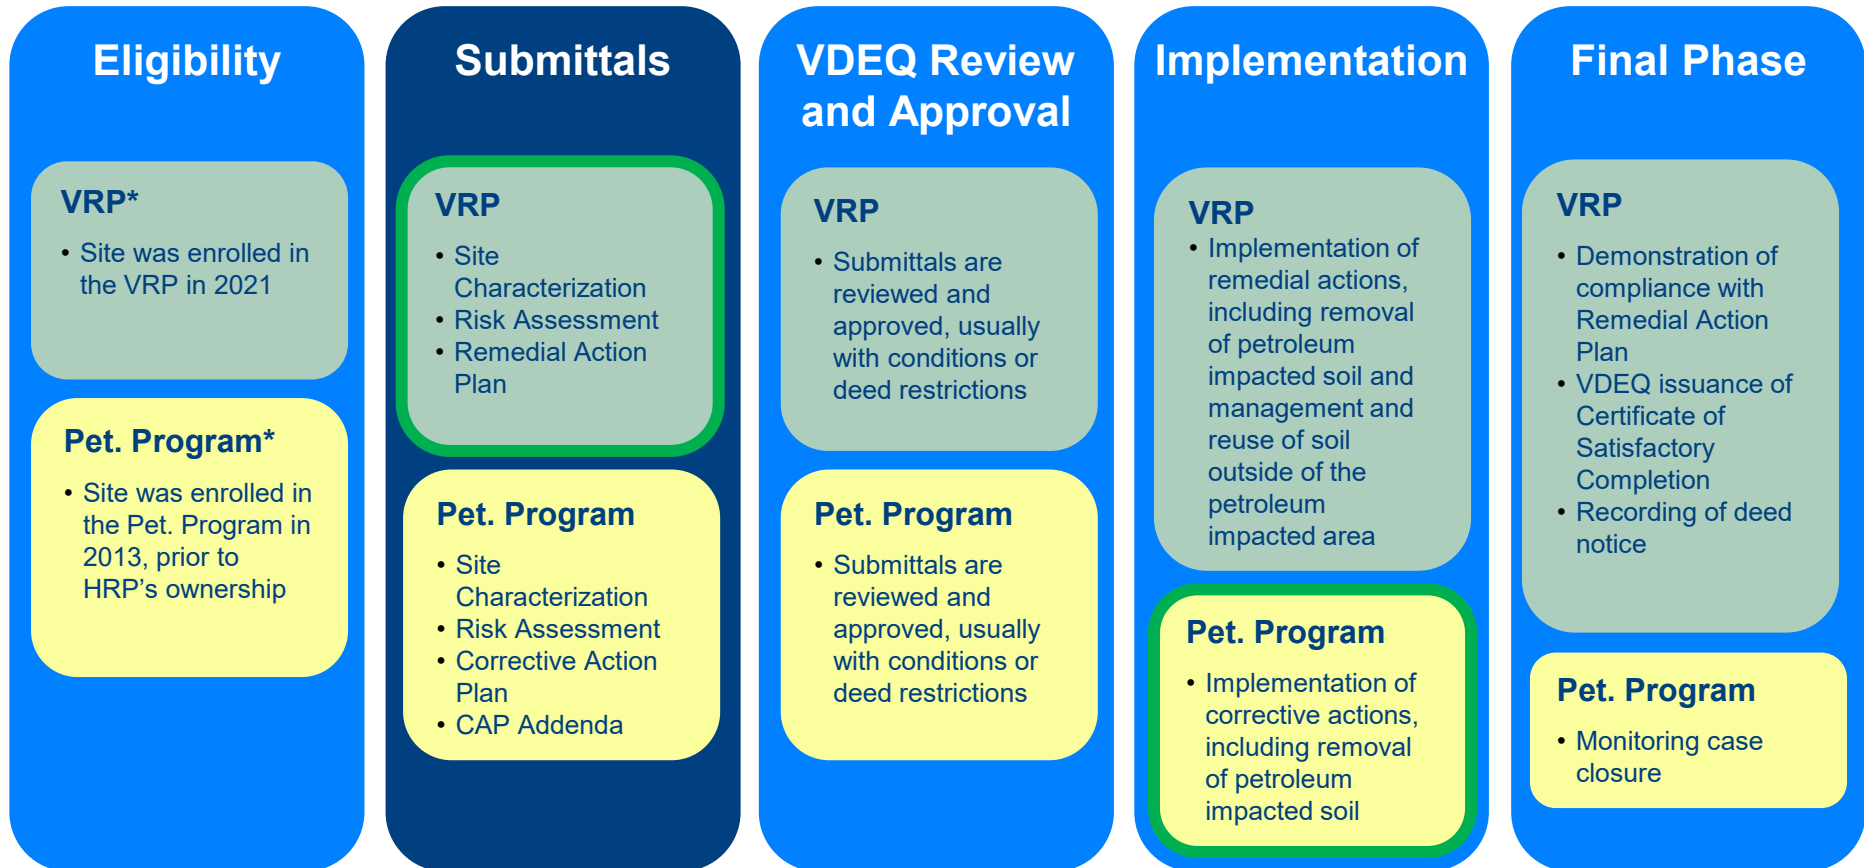 Eligibility
VRP*
• Site was enrolled in
the VRP in 2021
Pet. Program*
• Site was enrolled in
the Pet. Program in
2013, prior to
HRP’s ownership
Submittals
VRP
• Site
Characterization
• Risk Assessment
• Remedial Action
Plan
Pet. Program
• Site
Characterization
• Risk Assessment
• Corrective Action
Plan
• CAP Addenda
VDEQ Review
and Approval
VRP
• Submittals are
reviewed and
approved, usually
with conditions or
deed restrictions
Pet. Program
• Submittals are
reviewed and
approved, usually
with conditions or
deed restrictions
Implementation
VRP
• Implementation of
remedial actions,
including removal
of petroleum
impacted soil and
management and
reuse of soil
outside of the
petroleum
impacted area
Pet. Program
• Implementation of
corrective actions,
including removal
of petroleum
impacted soil
Final Phase
VRP
• Demonstration of
compliance with
Remedial Action
Plan
• VDEQ issuance of
Certificate of
Satisfactory
Completion
• Recording of deed
notice
Pet. Program
• Monitoring case
closure